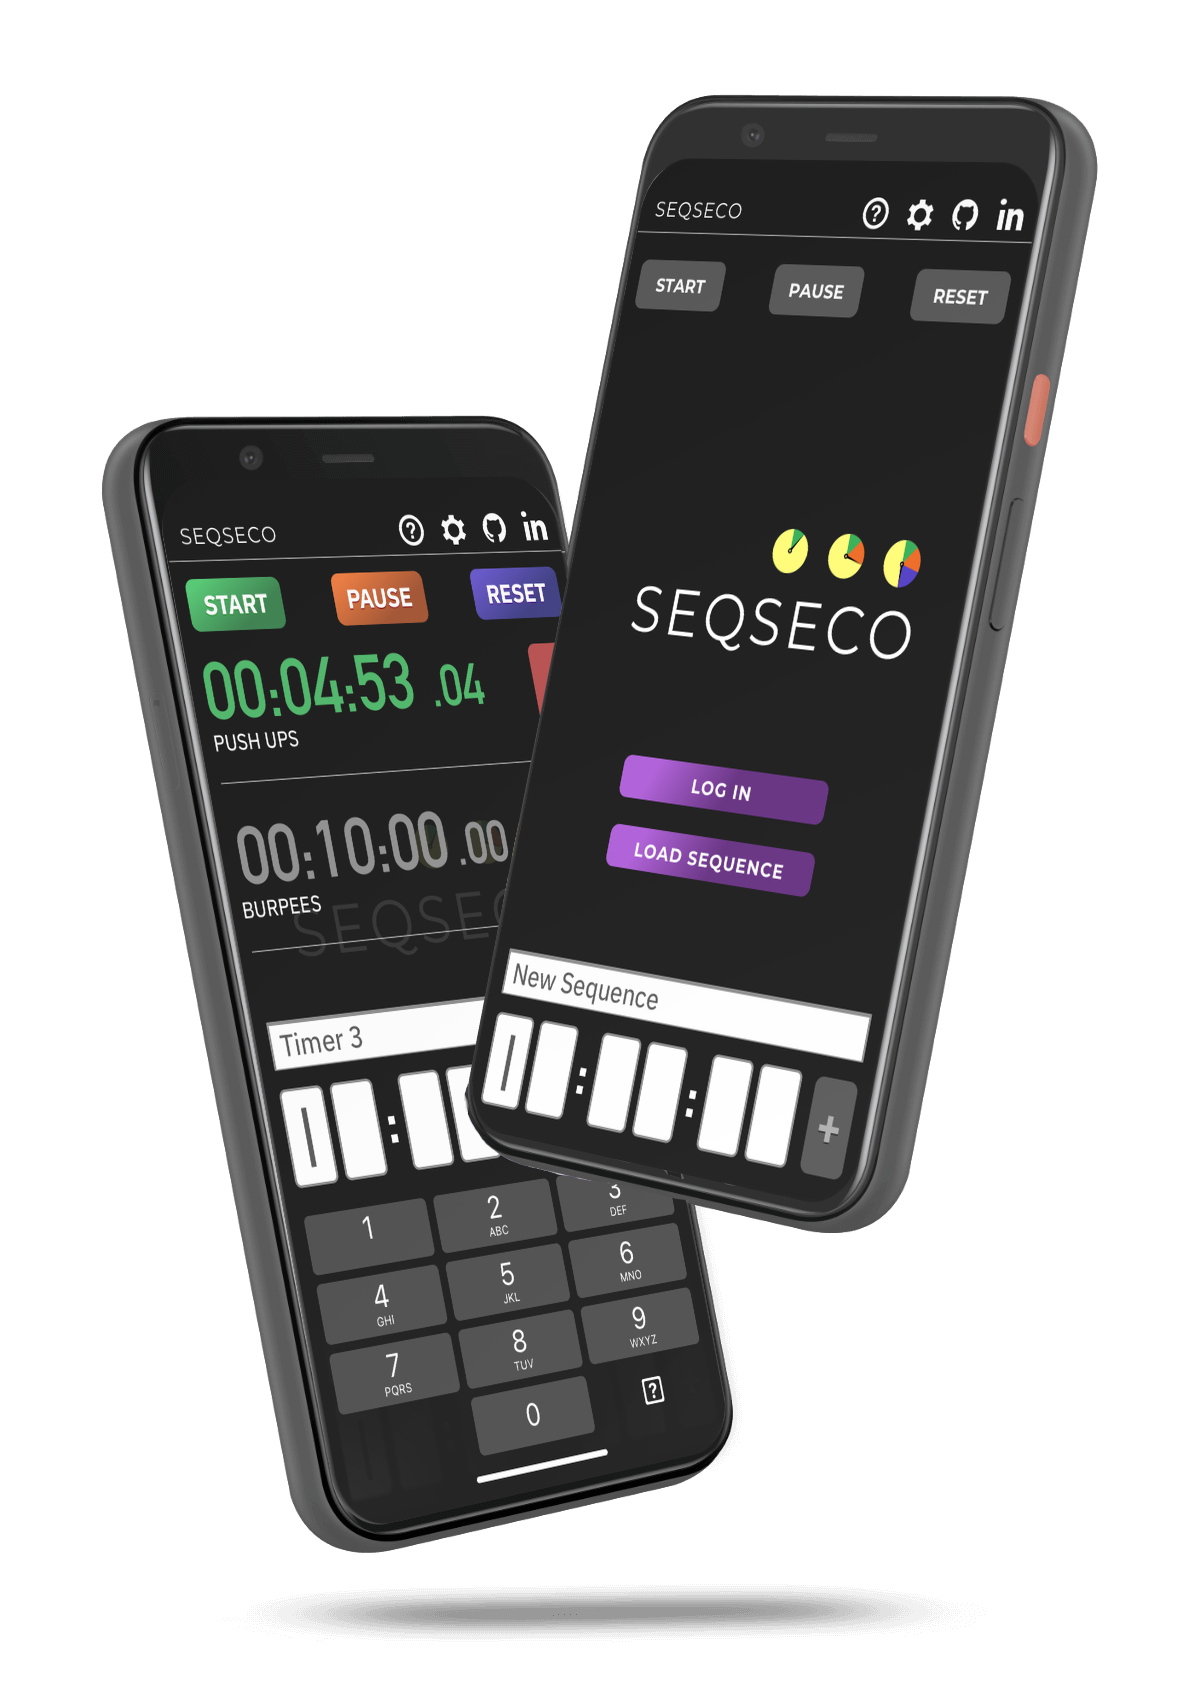 SEQSECO
START PAUSE RESET
SEQSECO
LOG IN
LOAD SEQUENCE
New Sequence
: : +
SEQSECO
START PAUSE RESET
00:04:53 .04
PUSH UPS
00:10:00 .00
BURPEES
SEQSEC
Timer 3
:
1 2 ABC 3 DEF
4 GHI 5 JKL 6 MNO
7 PQRS 8 TUV 9 WXYZ
0